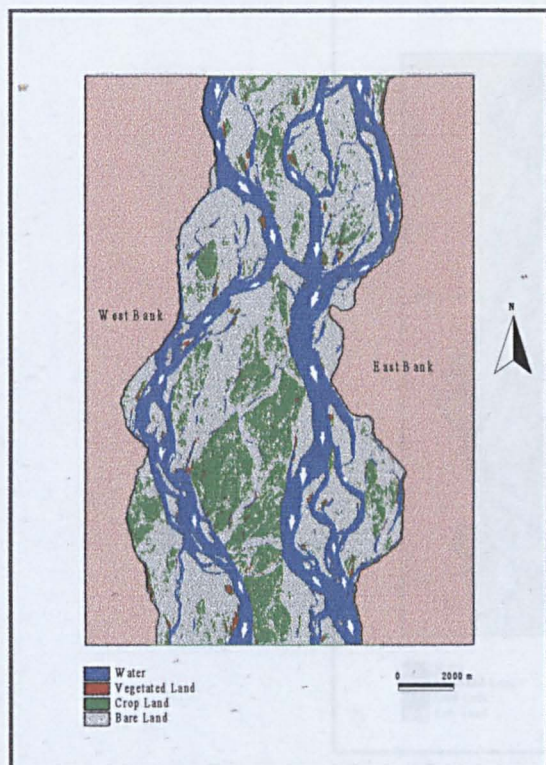 West Bank
N
East Bank
Water
Vegetated Land
Crop Land
Bare Land
0 2000 m